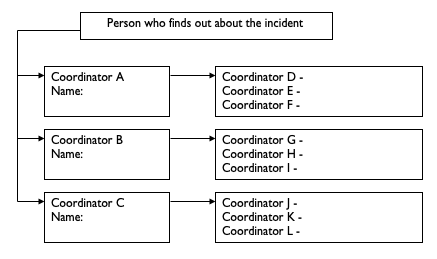 Person who finds out about the incident
Coordinator A
Name:
Coordinator D -
Coordinator E -
Coordinator F -
Coordinator B
Name:
Coordinator G -
Coordinator H -
Coordinator I -
Coordinator C
Name:
Coordinator J -
Coordinator K -
Coordinator L -